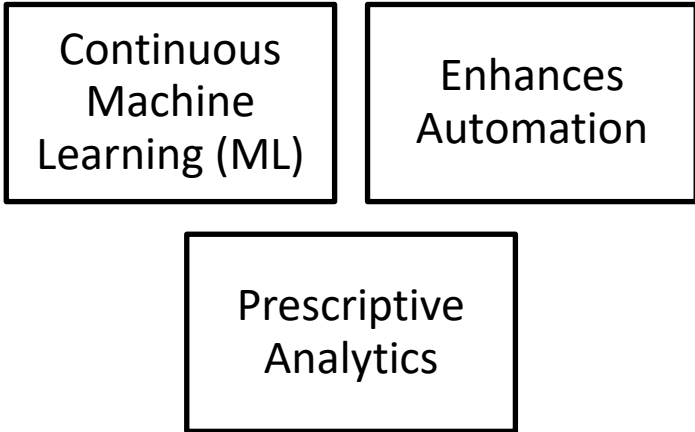 Continuous
Machine
Learning (ML)
Enhances
Automation
Prescriptive
Analytics